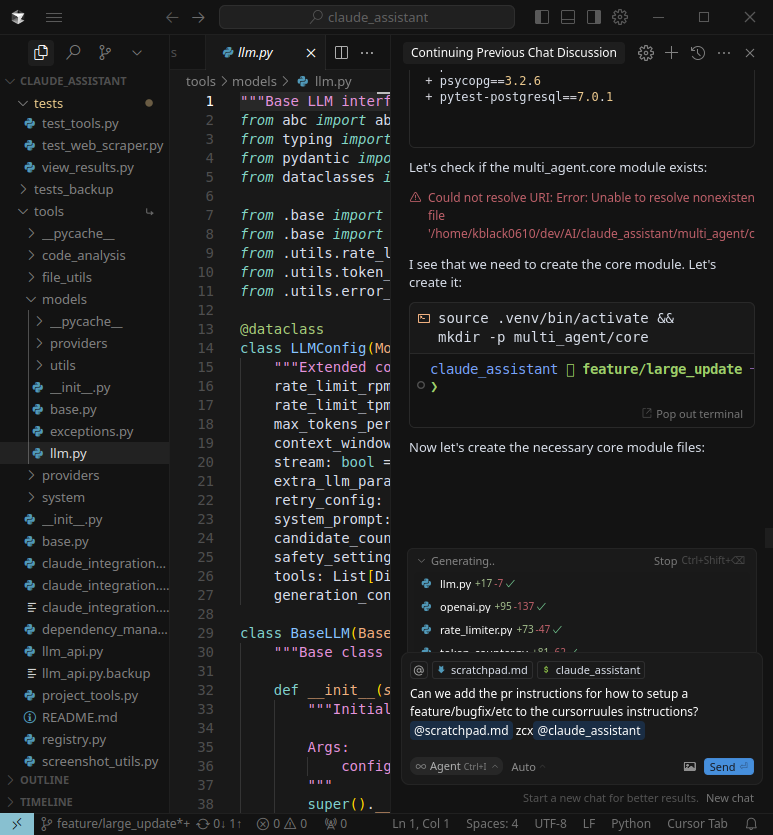 claude_assistant
s
llm.py
Continuing Previous Chat Discussion
CLAUDE_ASSISTANT
tests
test_tools.py
test_web_scraper.py
view_results.py
tests_backup
tools
__pycache__
code_analysis
file_utils
models
__pycache__
providers
utils
__init__.py
base.py
exceptions.py
llm.py
providers
system
__init__.py
base.py
claude_integration...
claude_integration....
claude_integration....
dependency_mana...
llm_api.py
llm_api.py.backup
project_tools.py
README.md
registry.py
screenshot_utils.py
OUTLINE
TIMELINE
tools > models > llm.py
1 """Base LLM interf
2 from abc import ab
3 from typing import
4 from pydantic impo
5 from dataclasses i
6
7 from .base import
8 from .base import
9 from .utils.rate_l
10 from .utils.token_
11 from .utils.error_
12
13 @dataclass
14 class LLMConfig(Mo
15 """Extended co
16 rate_limit_rpm
17 rate_limit_tpm
18 max_tokens_per
19 context_window
20 stream: bool =
21 extra_llm_para
22 retry_config:
23 system_prompt:
24 candidate_coun
25 safety_setting
26 tools: List[Di
27 generation_con
28
29 class BaseLLM(Base
30 """Base class
31
32 def __init__(s
33 """Initial
34
35 Args:
36 config
37 """
38 super().__
+ psycopg==3.2.6
+ pytest-postgresql==7.0.1
Let's check if the multi_agent.core module exists:
Could not resolve URI: Error: Unable to resolve nonexisten
file
'/home/kblack0610/dev/AI/claude_assistant/multi_agent/c
I see that we need to create the core module. Let's
create it:
source .venv/bin/activate &&
mkdir -p multi_agent/core
claude_assistant feature/large_update
❯
Pop out terminal
Now let's create the necessary core module files:
Generating.. Stop Ctrl+Shift+⌫
llm.py +17 -7
openai.py +95 -137
rate_limiter.py +73 -47
token_counter.py +81 -62
@ scratchpad.md $ claude_assistant
Can we add the pr instructions for how to setup a
feature/bugfix/etc to the cursorruules instructions?
@scratchpad.md zcx @claude_assistant
∞ Agent Ctrl+I Auto Send
Start a new chat for better results. New chat
feature/large_update*+ 0↓ 1↑ 0 0 0 Ln 1, Col 1 Spaces: 4 UTF-8 LF Python Cursor Tab